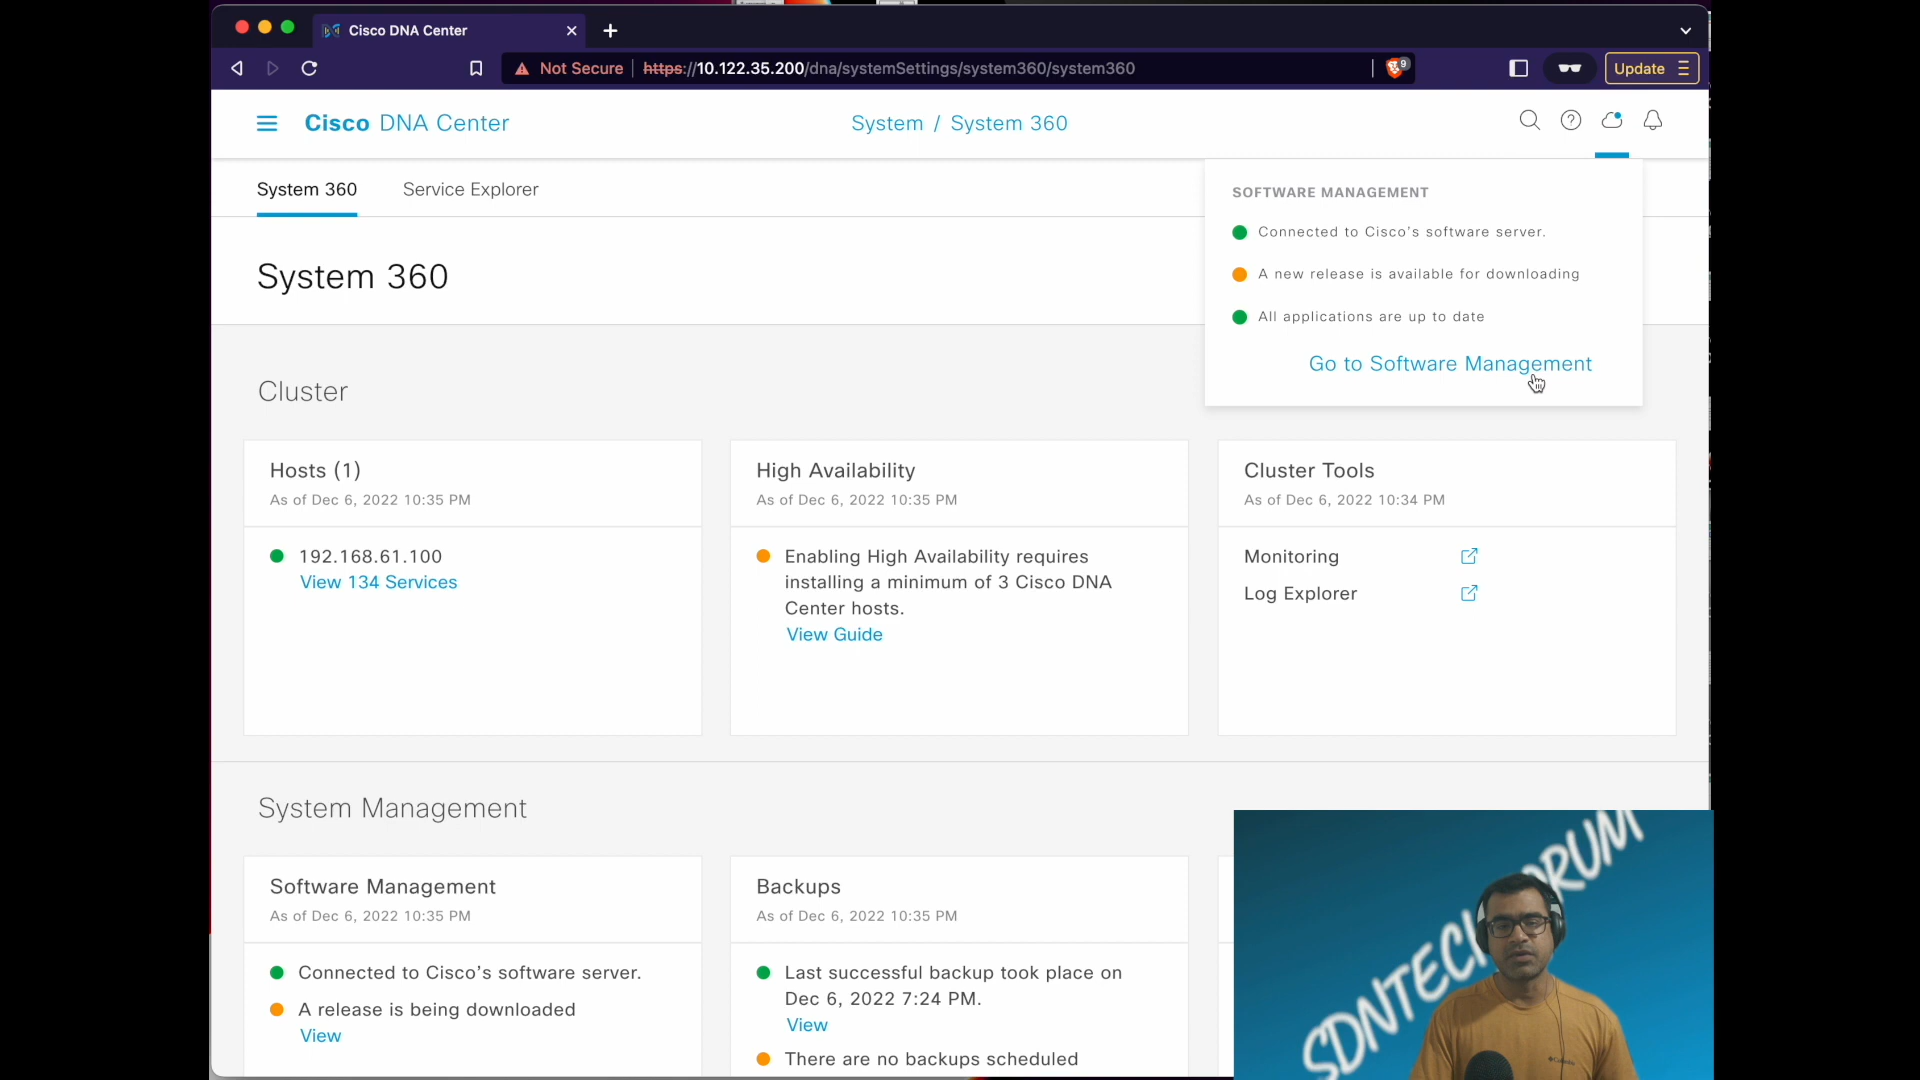 Cisco DNA Center
Not Secure https://10.122.35.200/dna/systemSettings/system360/system360
9
Update
Cisco DNA Center
System / System 360
System 360
Service Explorer
SOFTWARE MANAGEMENT
Connected to Cisco's software server.
A new release is available for downloading
All applications are up to date
Go to Software Management
System 360
Cluster
Hosts (1)
As of Dec 6, 2022 10:35 PM
192.168.61.100
View 134 Services
High Availability
As of Dec 6, 2022 10:35 PM
Enabling High Availability requires
installing a minimum of 3 Cisco DNA
Center hosts.
View Guide
Cluster Tools
As of Dec 6, 2022 10:34 PM
Monitoring
Log Explorer
System Management
Software Management
As of Dec 6, 2022 10:35 PM
Connected to Cisco's software server.
A release is being downloaded
View
Backups
As of Dec 6, 2022 10:35 PM
Last successful backup took place on
Dec 6, 2022 7:24 PM.
View
There are no backups scheduled
Columbia